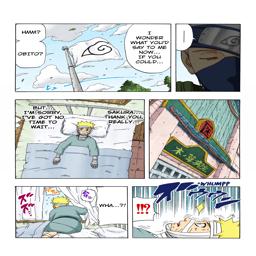 I
WONDER
WHAT YOU'D
SAY TO ME
NOW...
IF YOU
COULD...
HMM?
OBITO?
SAKURA...
THANK YOU,
REALLY...
BUT...
I'M SORRY,
I'VE GOT NO
TIME TO
WAIT...
WHUMPP
!!?
WHA...?!